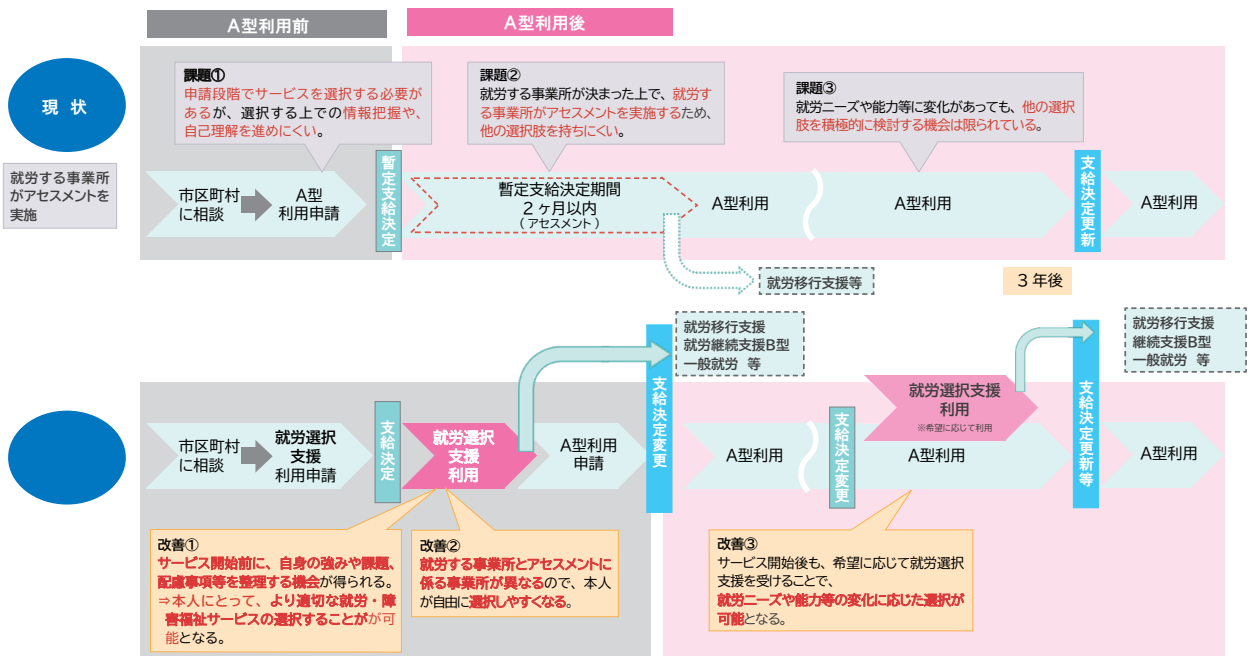 A型利用前
A型利用後
現 状
就労する事業所
がアセスメントを
実施
課題①
申請段階でサービスを選択する必要が
あるが、選択する上での情報把握や、
自己理解を進めにくい。
課題②
就労する事業所が決まった上で、就労す
る事業所がアセスメントを実施するため、
他の選択肢を持ちにくい。
課題③
就労ニーズや能力等に変化があっても、他の選択
肢を積極的に検討する機会は限られている。
市区町村
に相談
A型
利用申請
暫定支給決定
暫定支給決定期間
2ヶ月以内
(アセスメント)
A型利用
A型利用
支給決定更新
A型利用
就労移行支援等
3年後
就労移行支援
就労継続支援B型
一般就労 等
就労移行支援
継続支援B型
一般就労 等
市区町村
に相談
就労選択
支援
利用申請
支給決定
就労選択
支援
利用
A型利用
申請
支給決定変更
A型利用
支給決定変更
就労選択支援
利用
※希望に応じて利用
A型利用
支給決定更新等
A型利用
改善①
サービス開始前に、自身の強みや課題、
配慮事項等を整理する機会が得られる。
⇒本人にとって、より適切な就労・障
害福祉サービスの選択することがが可
能となる。
改善②
就労する事業所とアセスメントに
係る事業所が異なるので、本人
が自由に選択しやすくなる。
改善③
サービス開始後も、希望に応じて就労選択
支援を受けることで、
就労ニーズや能力等の変化に応じた選択が
可能となる。